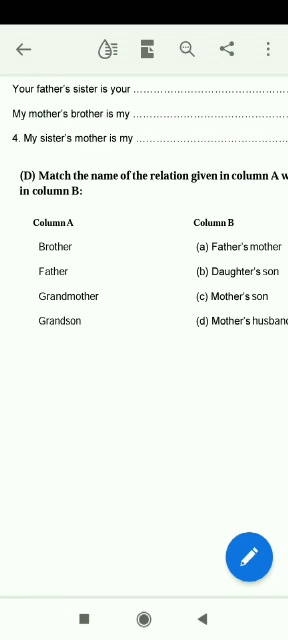 Your father's sister is your ......................................
My mother's brother is my ......................................
4. My sister's mother is my ......................................
(D) Match the name of the relation given in column A
in column B:
Column A Column B
Brother (a) Father's mother
Father (b) Daughter's son
Grandmother (c) Mother's son
Grandson (d) Mother's husband